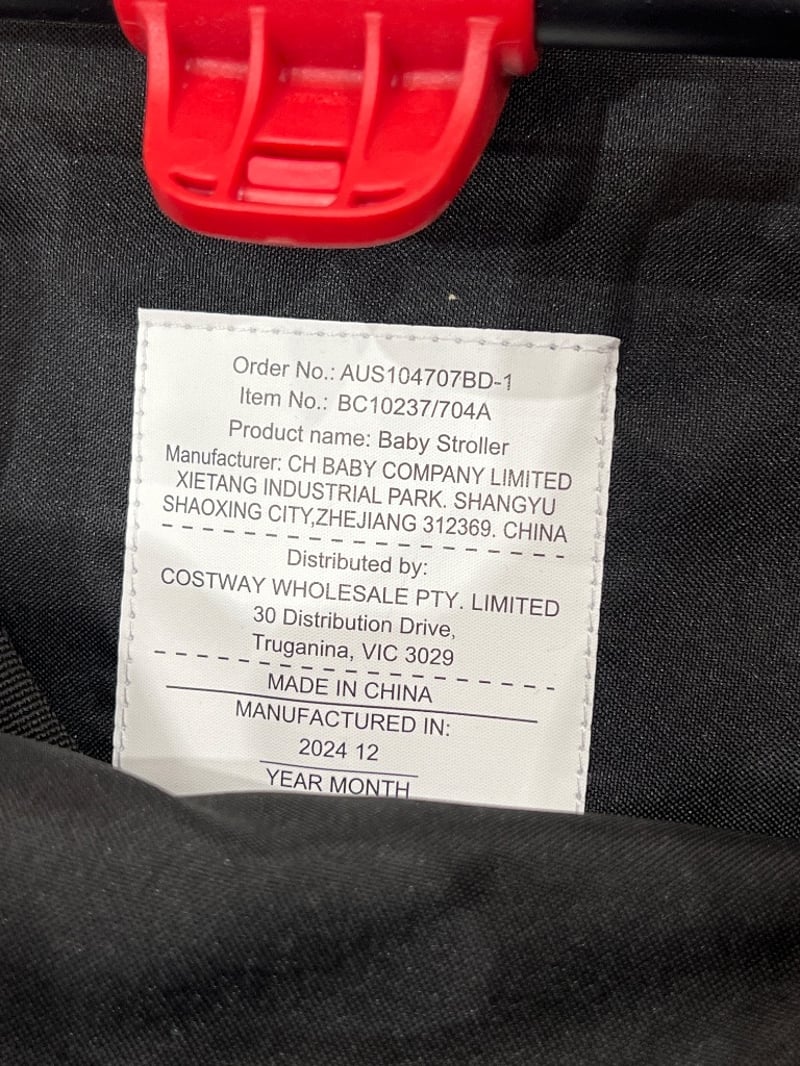 Order No.: AUS104707BD-1
Item No.: BC10237/704A
Product name: Baby Stroller
Manufacturer: CH BABY COMPANY LIMITED
XIETANG INDUSTRIAL PARK. SHANGYU
SHAOXING CITY,ZHEJIANG 312369. CHINA
Distributed by:
COSTWAY WHOLESALE PTY. LIMITED
30 Distribution Drive,
Truganina, VIC 3029
MADE IN CHINA
MANUFACTURED IN:
2024 12
YEAR MONTH